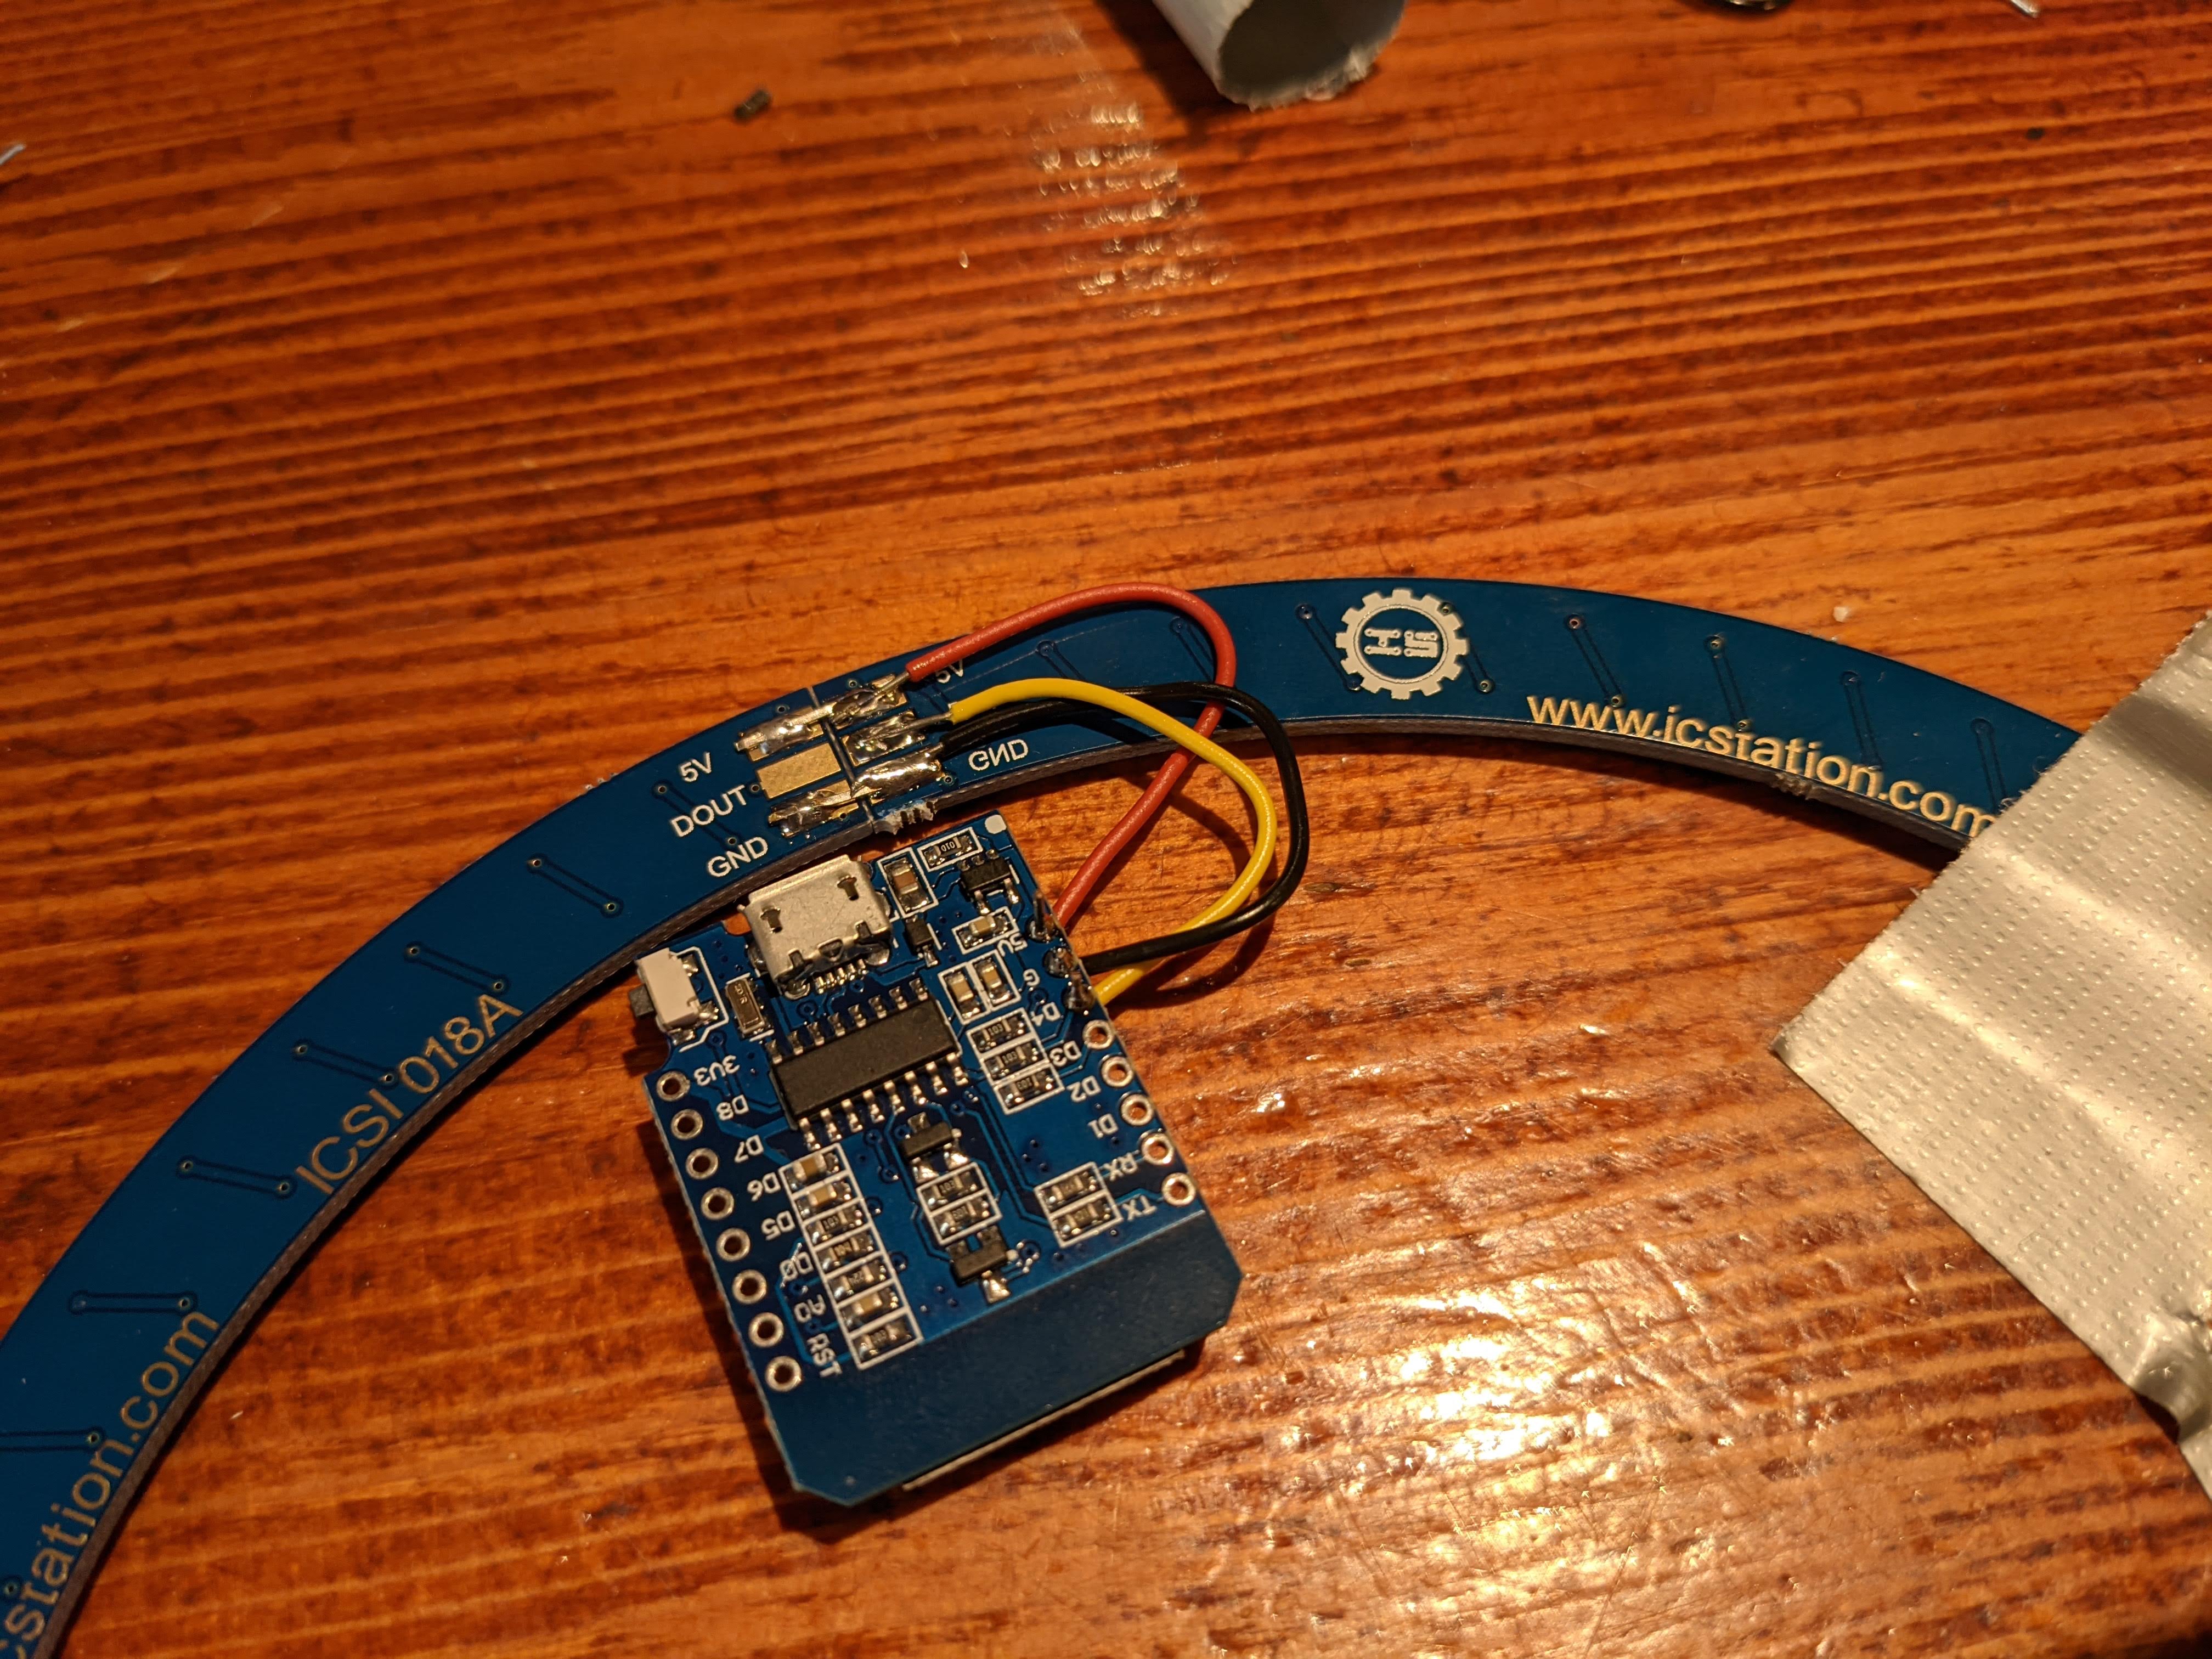 5V
5V
DOUT
GND
GND
www.icstation.com
ICSI 018A
icstation.com
5V
G
D4
D3
D2
D1
RX
TX
3V3
D8
D7
D6
D5
D0
A0
RST